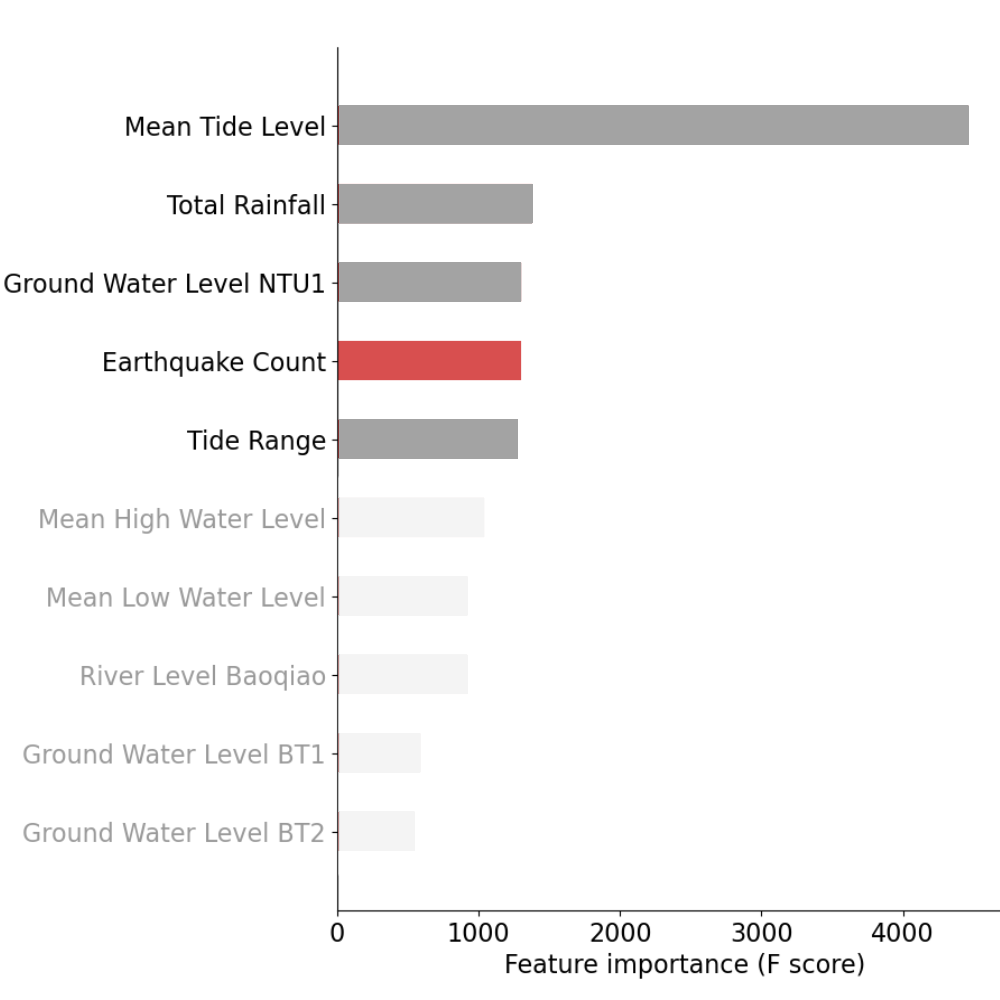 Mean Tide Level
Total Rainfall
Ground Water Level NTU1
Earthquake Count
Tide Range
Mean High Water Level
Mean Low Water Level
River Level Baoqiao
Ground Water Level BT1
Ground Water Level BT2
0 1000 2000 3000 4000
Feature importance (F score)